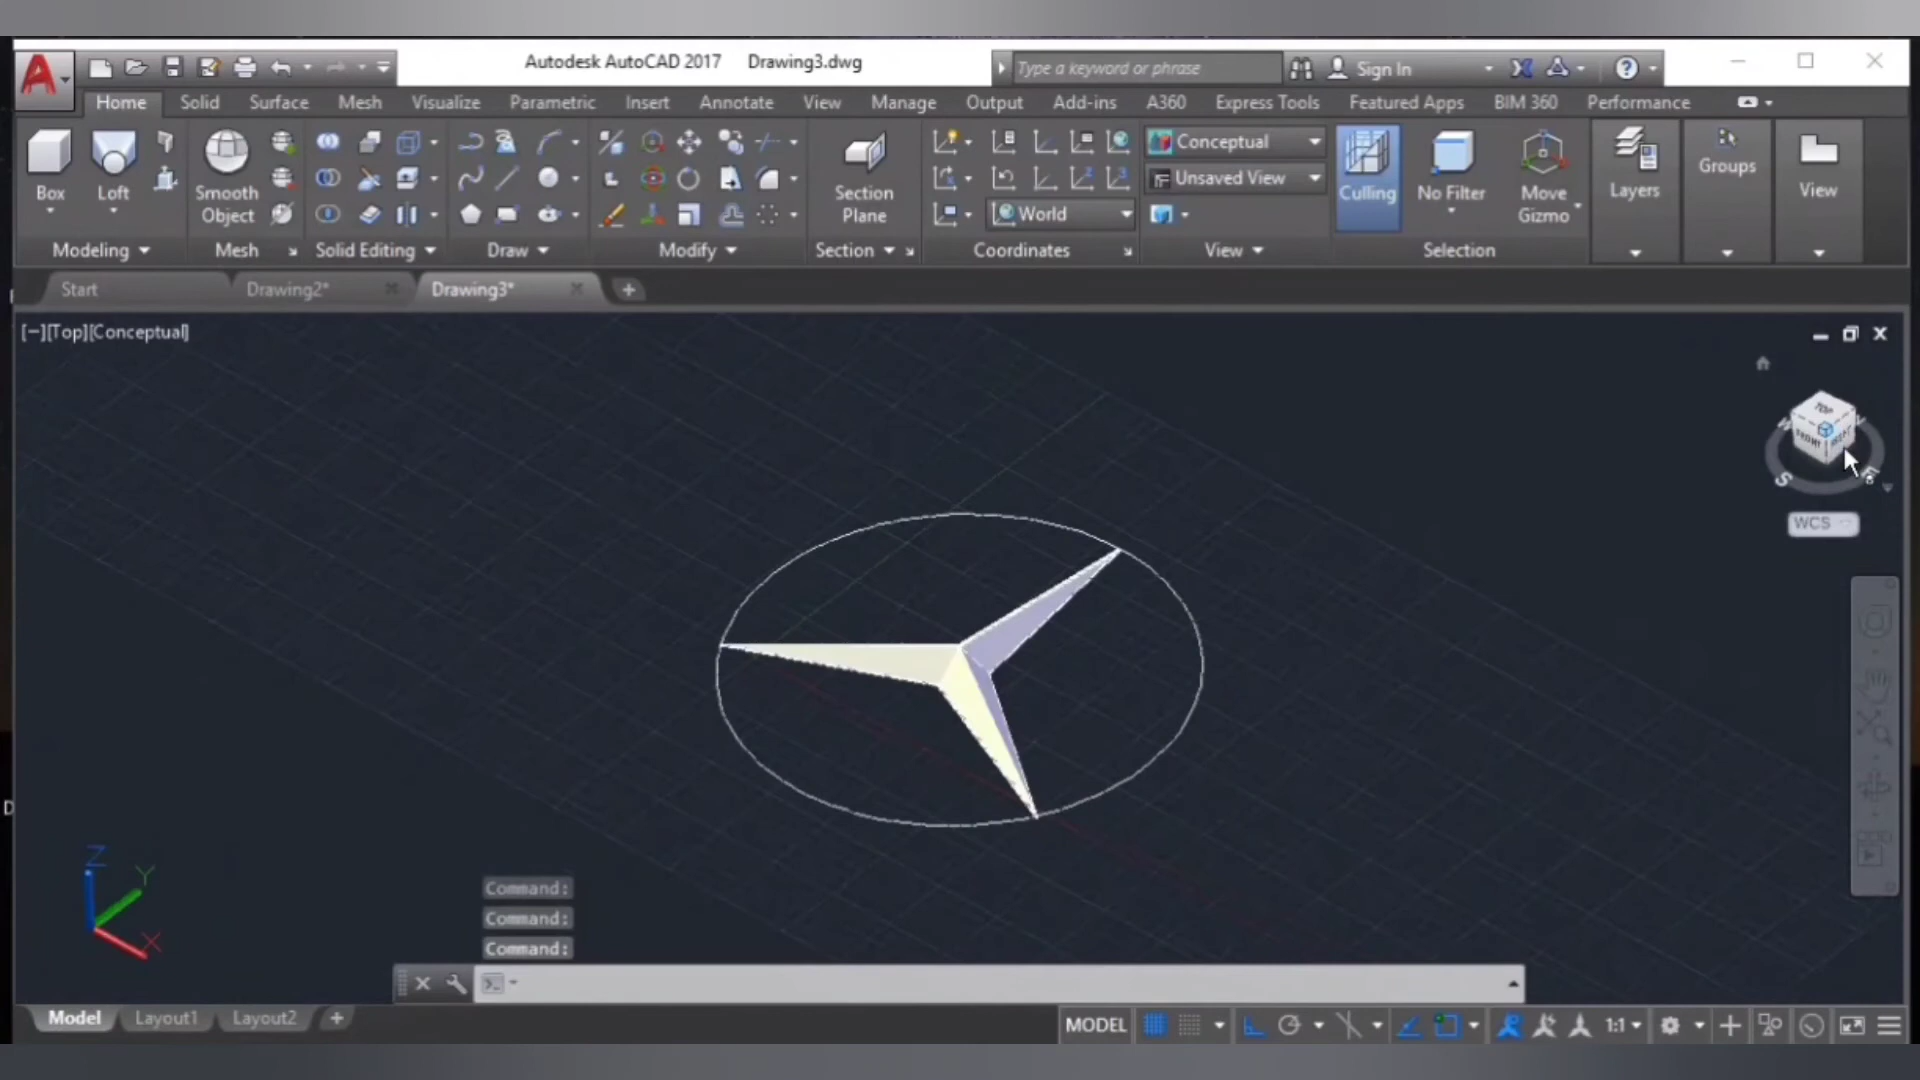 Autodesk AutoCAD 2017 Drawing3.dwg
Type a keyword or phrase
Sign In
Home Solid Surface Mesh Visualize Parametric Insert Annotate View Manage Output Add-ins A360 Express Tools Featured Apps BIM 360 Performance
Box
Loft
Smooth
Object
Section
Plane
World
Conceptual
Unsaved View
Culling
No Filter
Move
Gizmo
Layers
Groups
View
Modeling Mesh Solid Editing Draw Modify Section Coordinates View Selection
Start Drawing2* Drawing3*
[−][Top][Conceptual]
TOP
FRONT
S
WCS
Z
Y
X
Command:
Command:
Command:
Model Layout1 Layout2
MODEL
1:1